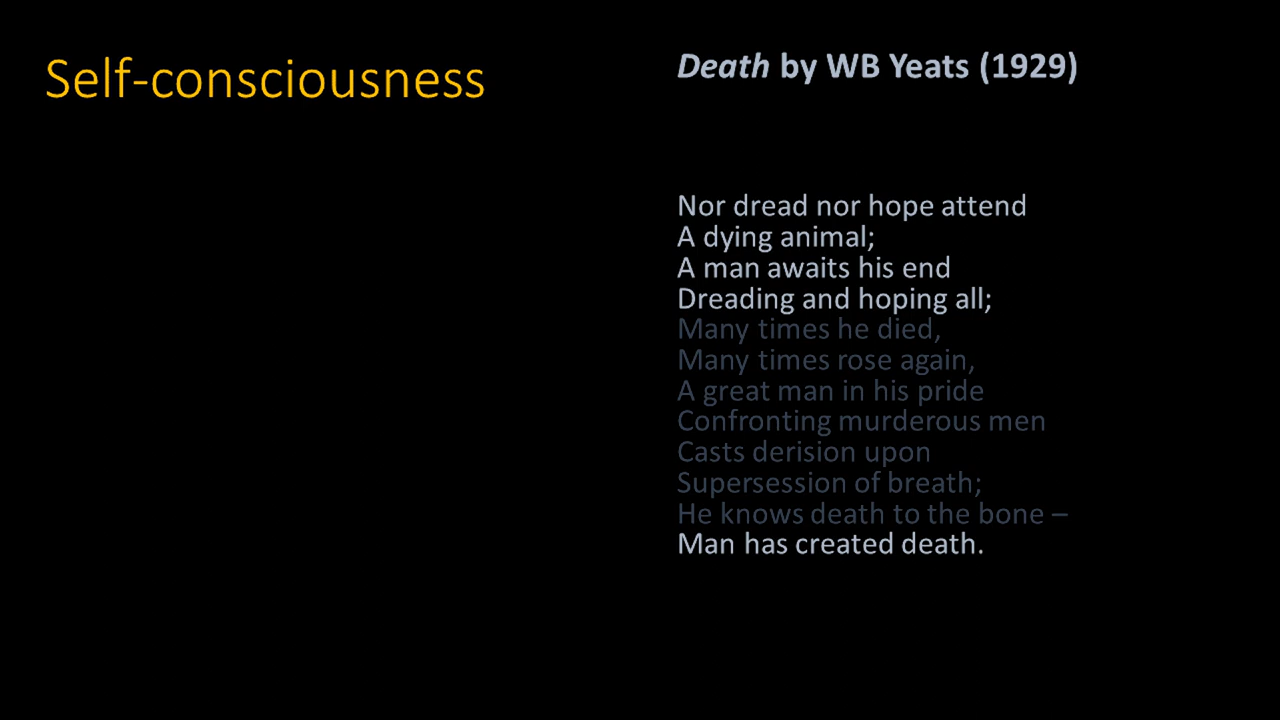 Self-consciousness
Death by WB Yeats (1929)
Nor dread nor hope attend
A dying animal;
A man awaits his end
Dreading and hoping all;
Many times he died,
Many times rose again,
A great man in his pride
Confronting murderous men
Casts derision upon
Supersession of breath;
He knows death to the bone –
Man has created death.